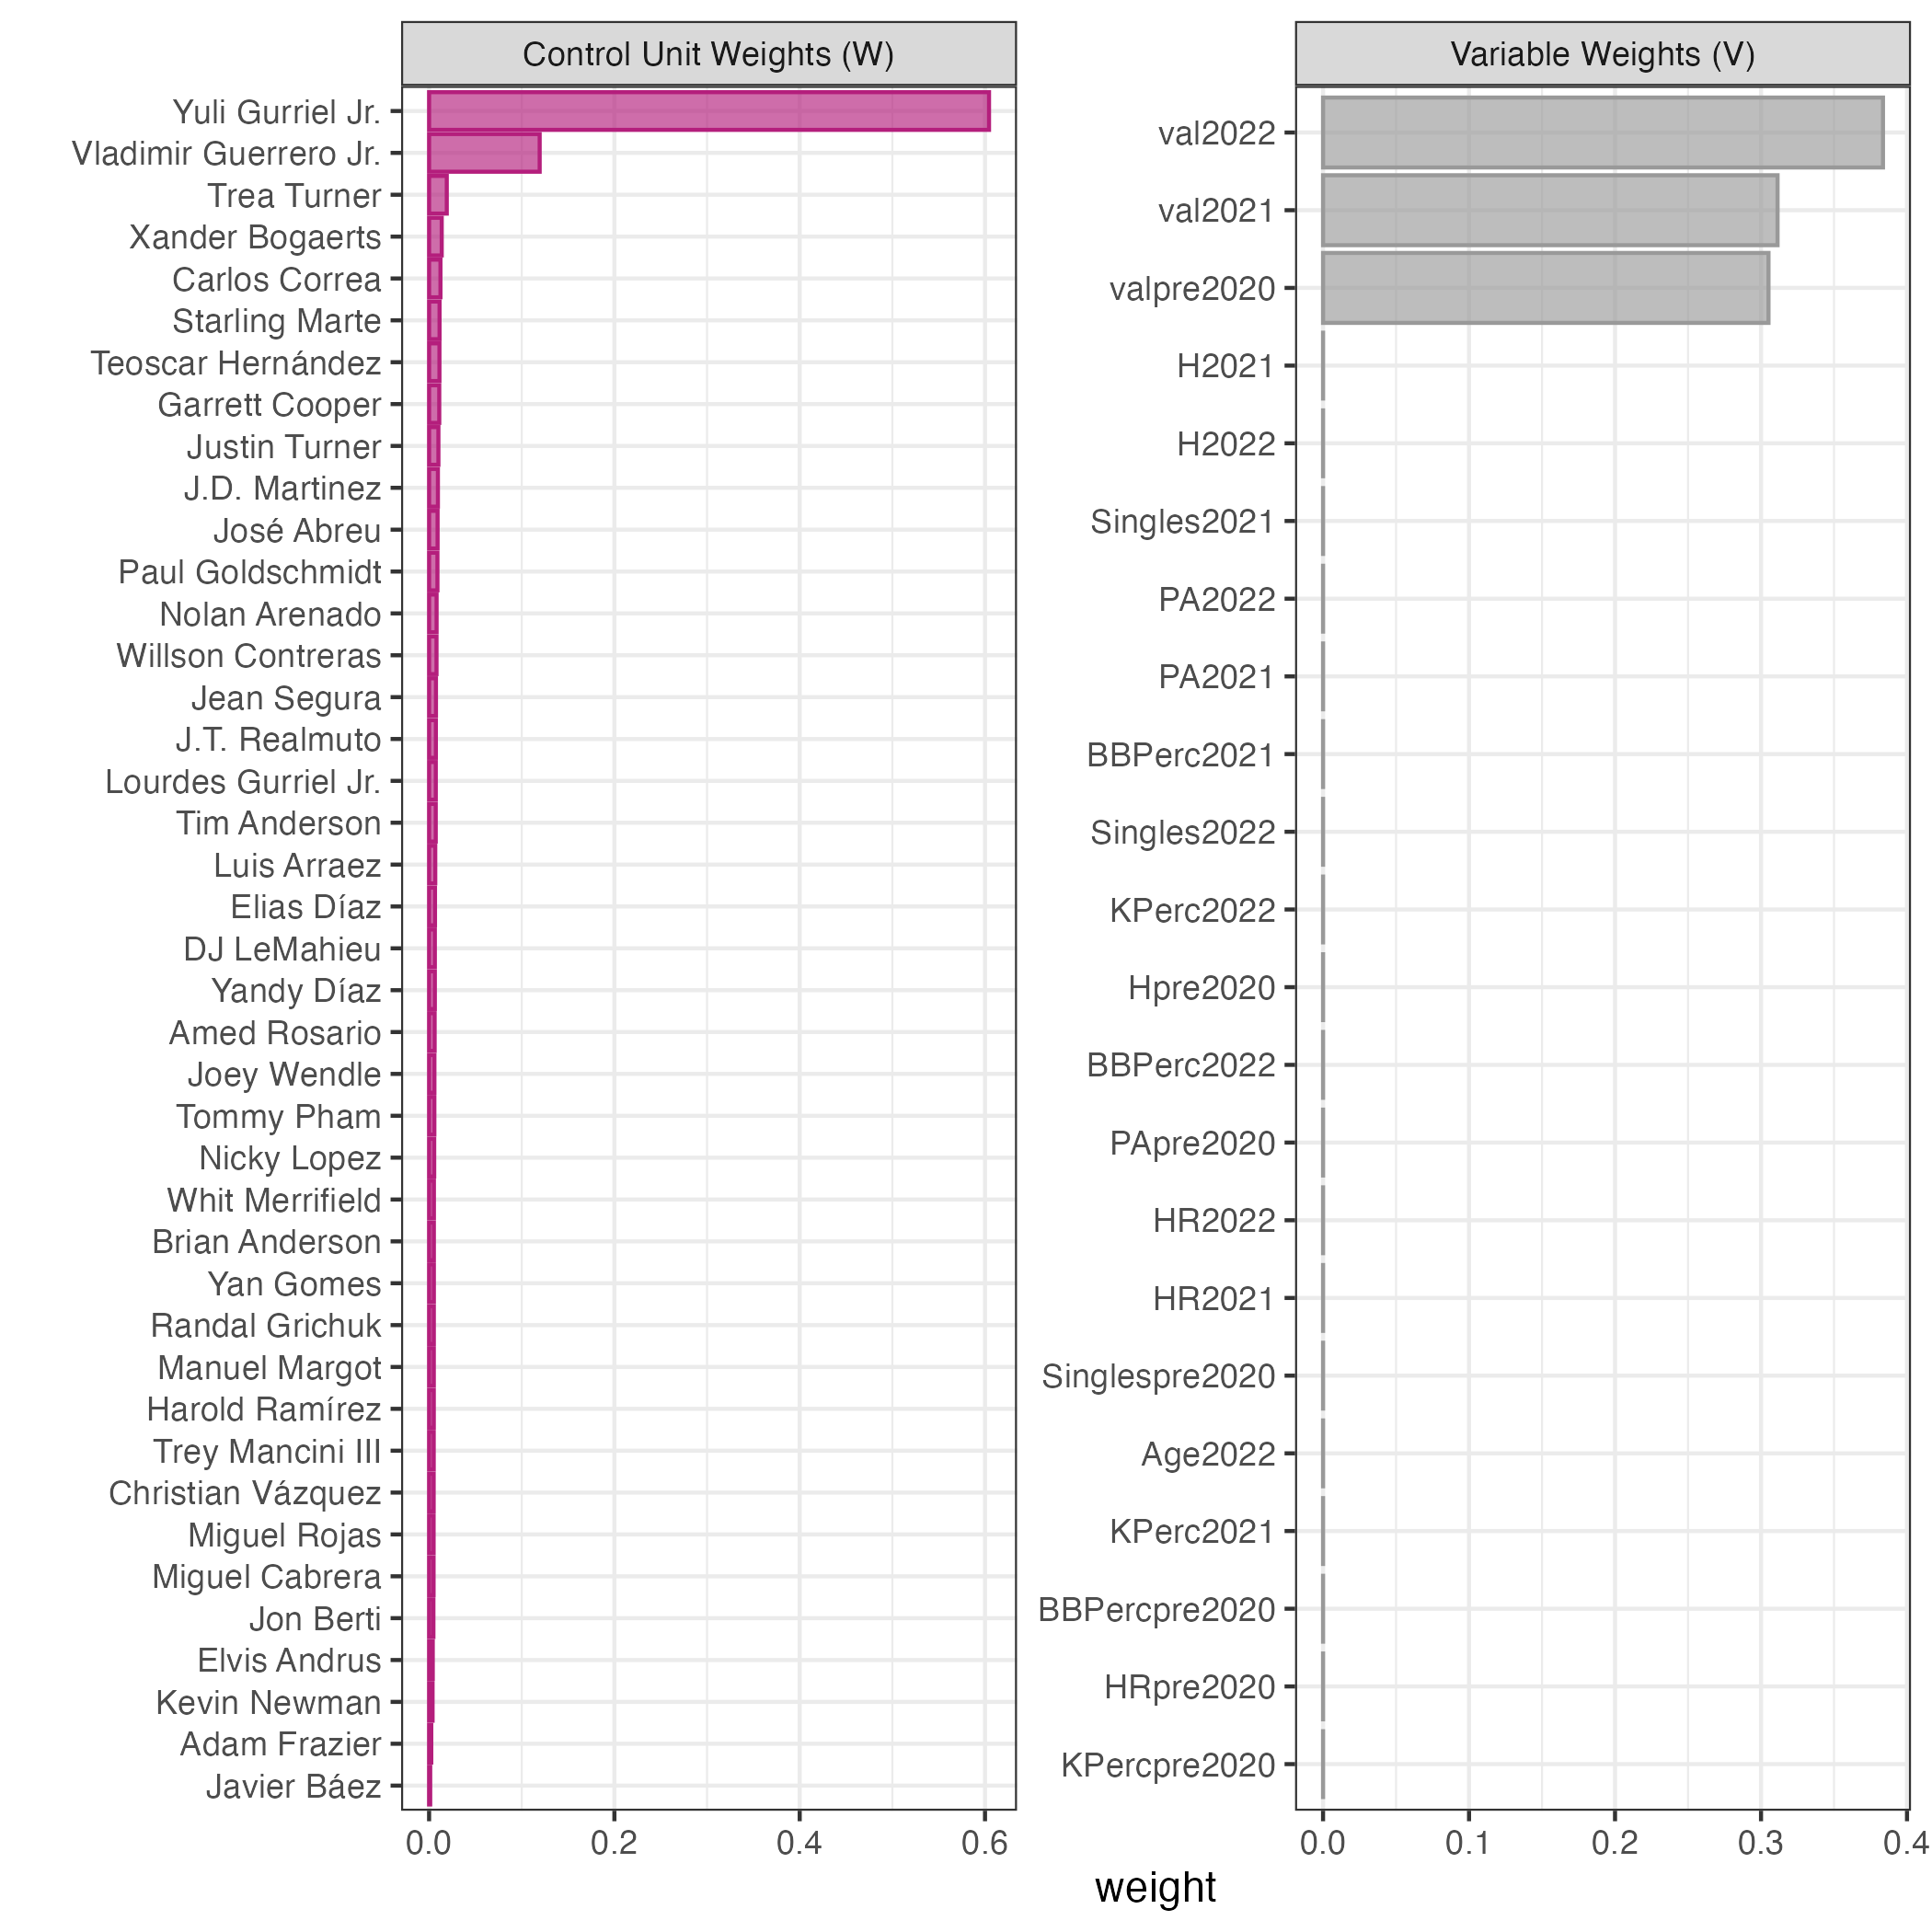 Control Unit Weights (W)
Yuli Gurriel Jr.
Vladimir Guerrero Jr.
Trea Turner
Xander Bogaerts
Carlos Correa
Starling Marte
Teoscar Hernández
Garrett Cooper
Justin Turner
J.D. Martinez
José Abreu
Paul Goldschmidt
Nolan Arenado
Willson Contreras
Jean Segura
J.T. Realmuto
Lourdes Gurriel Jr.
Tim Anderson
Luis Arraez
Elias Díaz
DJ LeMahieu
Yandy Díaz
Amed Rosario
Joey Wendle
Tommy Pham
Nicky Lopez
Whit Merrifield
Brian Anderson
Yan Gomes
Randal Grichuk
Manuel Margot
Harold Ramírez
Trey Mancini III
Christian Vázquez
Miguel Rojas
Miguel Cabrera
Jon Berti
Elvis Andrus
Kevin Newman
Adam Frazier
Javier Báez
0.0 0.2 0.4 0.6
Variable Weights (V)
val2022
val2021
valpre2020
H2021
H2022
Singles2021
PA2022
PA2021
BBPerc2021
Singles2022
KPerc2022
Hpre2020
BBPerc2022
PApre2020
HR2022
HR2021
Singlespre2020
Age2022
KPerc2021
BBPercpre2020
HRpre2020
KPercpre2020
0.0 0.1 0.2 0.3 0.4
weight